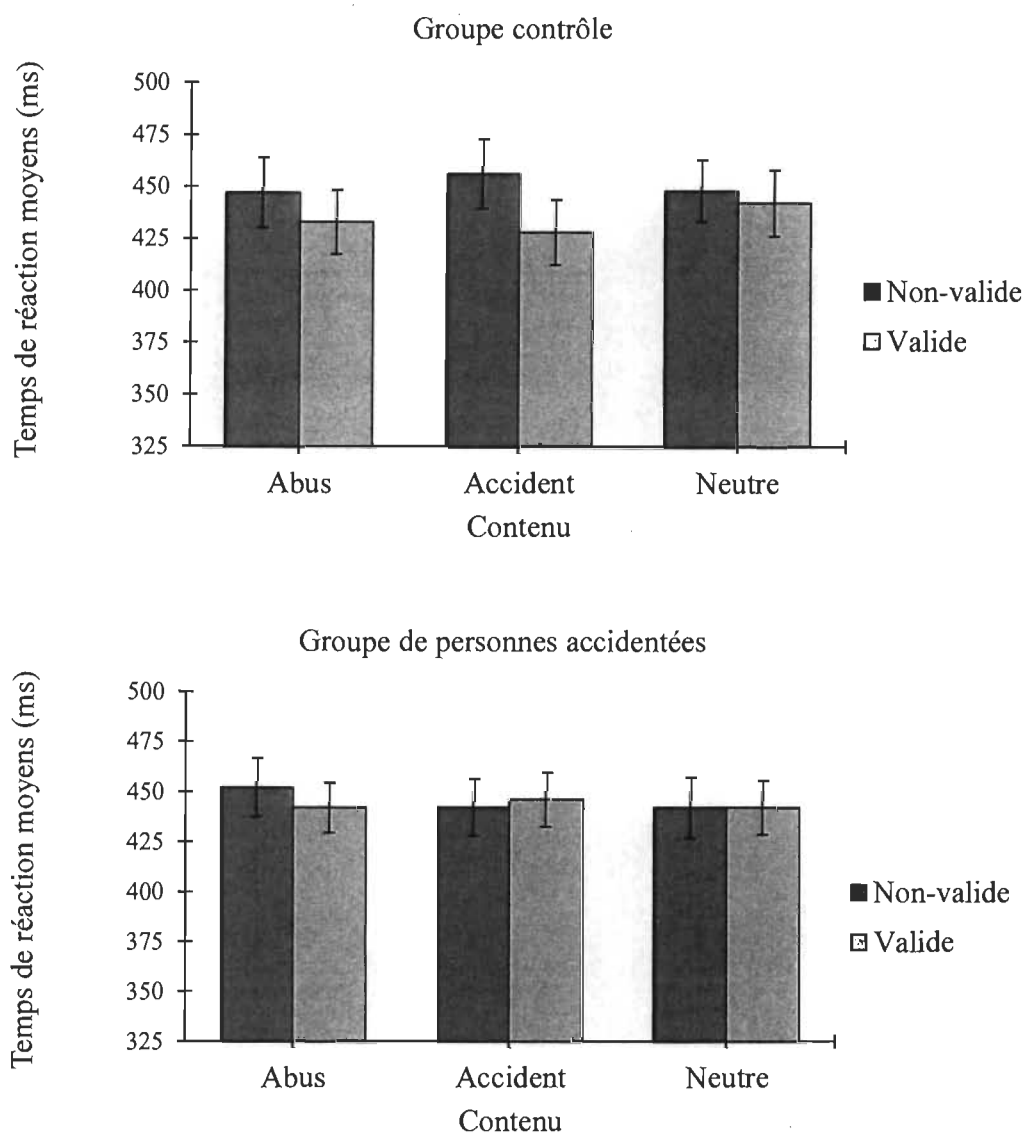 Groupe contrôle
Temps de réaction moyens (ms)
500
475
450
425
400
375
350
325
Abus Accident Neutre
Contenu
Non-valide
Valide
Groupe de personnes accidentées
Temps de réaction moyens (ms)
500
475
450
425
400
375
350
325
Abus Accident Neutre
Contenu
Non-valide
Valide